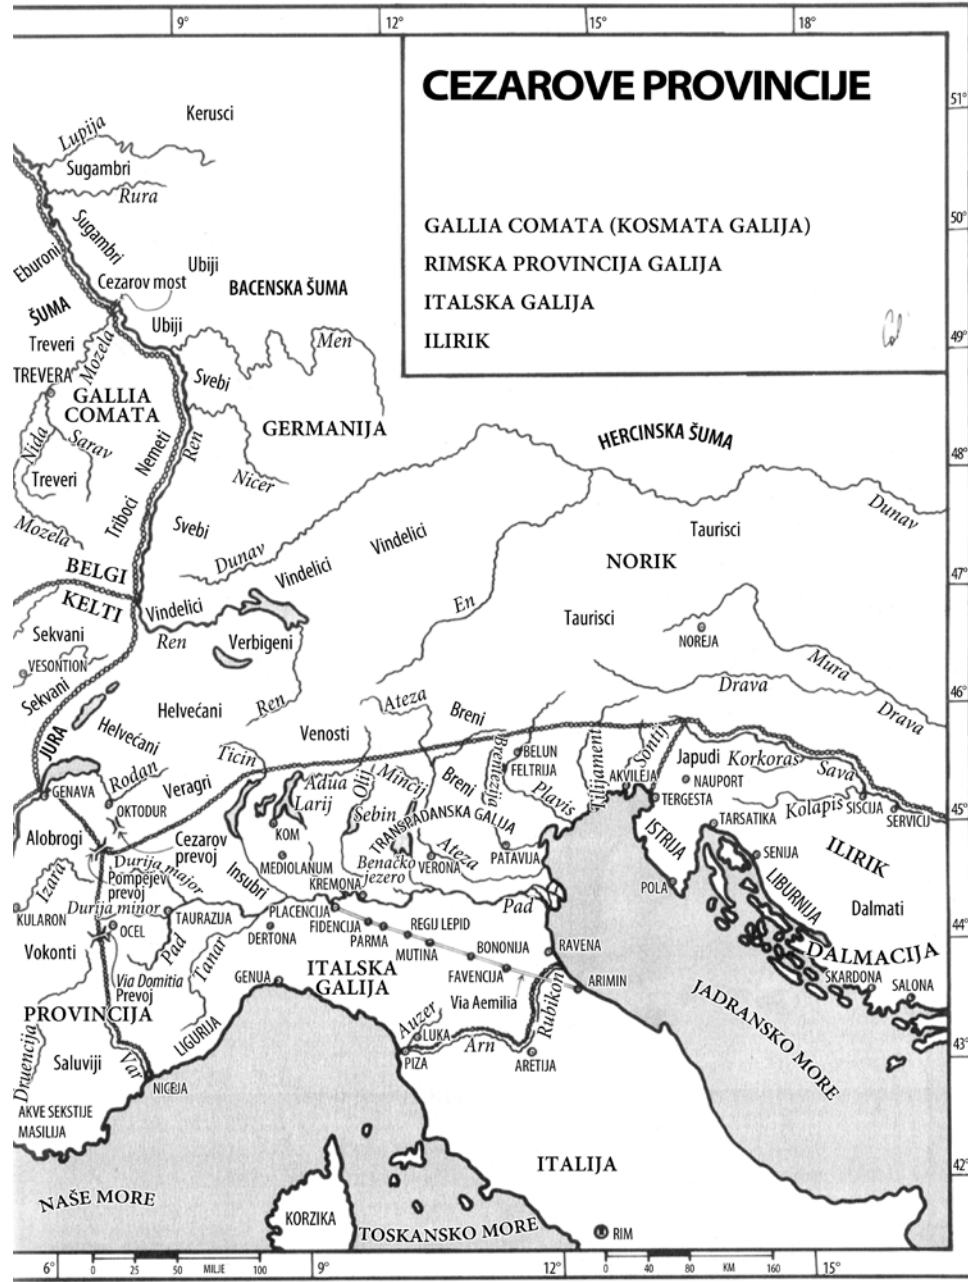 9°
12°
15°
18°
CEZAROVE PROVINCIJE
GALLIA COMATA (KOSMATA GALIJA)
RIMSKA PROVINCIJA GALIJA
ITALSKA GALIJA
ILIRIK
51°
50°
49°
48°
47°
46°
45°
44°
43°
42°
Kerusci
Lupija
Sugambri
Rura
Sugambri
Eburoni
Ubiji
Cezarov most
BACENSKA ŠUMA
ŠUMA
Ubiji
Men
Treveri
Mozela
TREVERA
Svebi
GALLIA
COMATA
GERMANIJA
HERCINSKA ŠUMA
Nida
Sarav
Nemeti
Ren
Treveri
Nicer
Mozela
Triboci
Svebi
Dunav
Vindelici
Dunav
Taurisci
BELGI
Vindelici
NORIK
KELTI
Vindelici
En
Taurisci
Sekvani
Ren
Verbigeni
NOREJA
VESONTION
Mura
Sekvani
Ren
Ateza
Drava
Drava
Helvećani
Breni
JURA
Helvećani
Venosti
Ticin
Bremtezija
BELUN
FELTRIJA
Tilijament
Sontij
Japudi
Korkoras
Sava
Rodan
Veragri
Adua
Larij
Olij
Mincij
Breni
Plavis
AKVILEJA
NAUPORT
GENAVA
OKTODUR
TERGESTA
Kolapis
SISCIJA
SERVICIJ
Sebin
TRANSPADANSKA GALIJA
TARSATIKA
Alobrogi
Cezarov
prevoj
KOM
ISTRIJA
ILIRIK
Durija major
MEDIOLANUM
Benačko
jezero
VERONA
Ateza
PATAVIJA
SENIJA
Izara
Pompejev
prevoj
Insubri
KREMONA
POLA
LIBURNIJA
KULARON
Durija minor
TAURAZIJA
PLACENCIJA
Pad
Dalmati
OCEL
FIDENCIJA
REGIJ LEPID
Vokonti
Pad
DERTONA
PARMA
MUTINA
BONONIJA
RAVENA
DALMACIJA
Tanar
ITALSKA
GALIJA
FAVENCIJA
ARIMIN
SKARDONA
SALONA
Via Domitia
Prevoj
GENUA
Via Aemilia
Rubikon
JADRANSKO MORE
PROVINCIJA
LIGURIJA
Auzer
LUKA
Arn
Druencija
Saluviji
Var
PIZA
ARETIJA
NICEJA
AKVE SEKSTIJE
MASILIJA
ITALIJA
NAŠE MORE
KORZIKA
TOSKANSKO MORE
RIM
6°
9°
15°
0 25 50 MILJE 100
0 40 80 KM 160